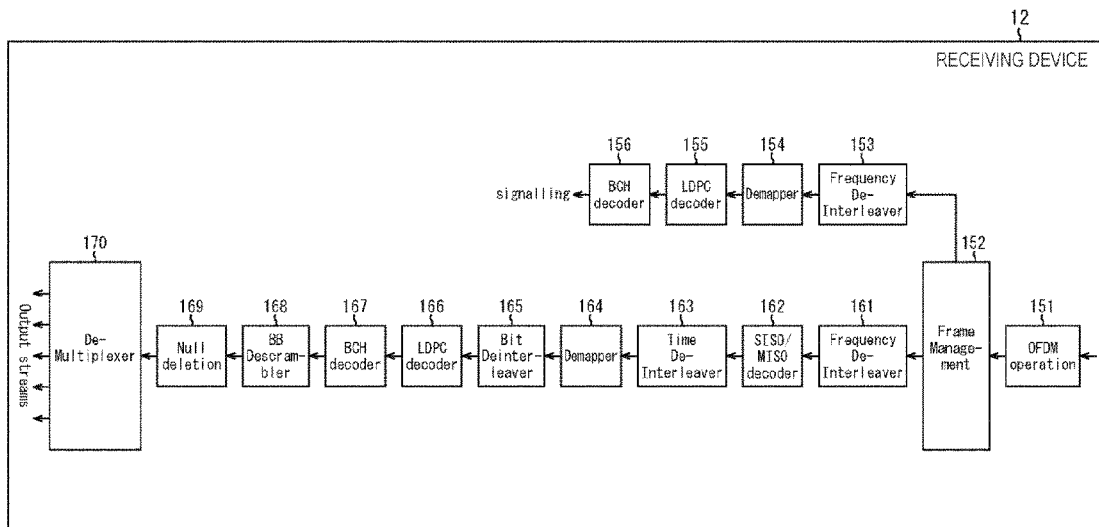 12
RECEIVING DEVICE
156
155
154
153
signalling
BCH
decoder
LDPC
decoder
Demapper
Frequency
De-
Interleaver
170
169
168
167
166
165
164
163
162
161
152
151
Output streams
De-
Multiplexer
Null
deletion
BB
Descram-
bler
BCH
decoder
LDPC
decoder
Bit
Deinter-
leaver
Demapper
Time
De-
Interleaver
SISO/
MISO
decoder
Frequency
De-
Interleaver
Frame
Manage-
ment
OFDM
operation